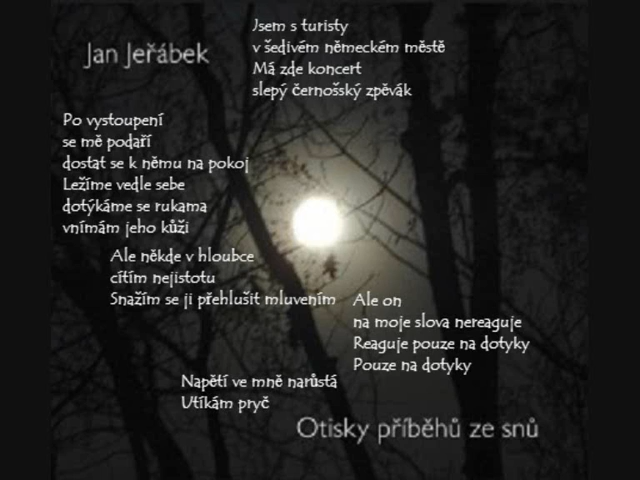 Jan Jeřábek
Jsem s turisty
v šedivém německém městě
Má zde koncert
slepý černošský zpěvák
Po vystoupení
se mě podaří
dostat se k němu na pokoj
Ležíme vedle sebe
dotýkáme se rukama
vnímám jeho kůži
Ale někde v hloubce
cítím nejistotu
Snažím se ji přehlušit mluvením
Ale on
na moje slova nereaguje
Reaguje pouze na dotyky
Pouze na dotyky
Napětí ve mně narůstá
Utíkám pryč
Otisky příběhů ze snů